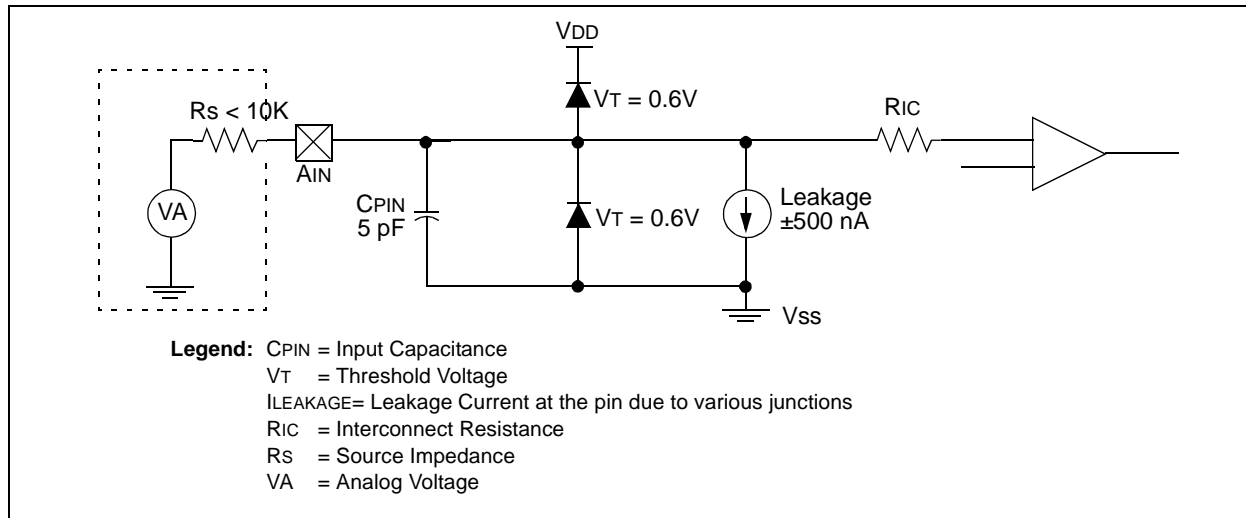 VDD
VT = 0.6V
RS < 10K
RIC
AIN
CPIN
5 pF
VT = 0.6V
Leakage
±500 nA
VA
Vss
Legend: CPIN = Input Capacitance
VT = Threshold Voltage
ILEAKAGE= Leakage Current at the pin due to various junctions
RIC = Interconnect Resistance
RS = Source Impedance
VA = Analog Voltage